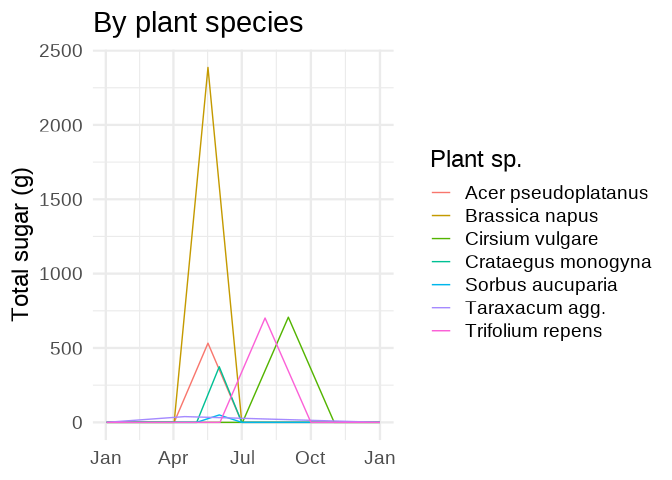 By plant species
2500
2000
1500
1000
500
0
Total sugar (g)
Jan Apr Jul Oct Jan
Plant sp.
Acer pseudoplatanus
Brassica napus
Cirsium vulgare
Crataegus monogyna
Sorbus aucuparia
Taraxacum agg.
Trifolium repens